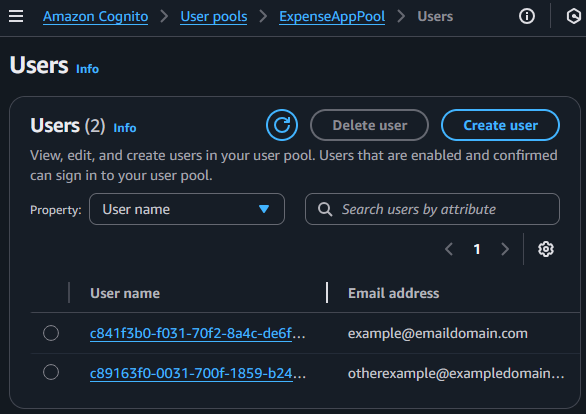 Amazon Cognito > User pools > ExpenseAppPool > Users
Users Info
Users (2) Info
Delete user
Create user
View, edit, and create users in your user pool. Users that are enabled and confirmed
can sign in to your user pool.
Property: User name
Search users by attribute
1
User name Email address
c841f3b0-f031-70f2-8a4c-de6f... example@emaildomain.com
c89163f0-0031-700f-1859-b24... otherexample@exampledomain...